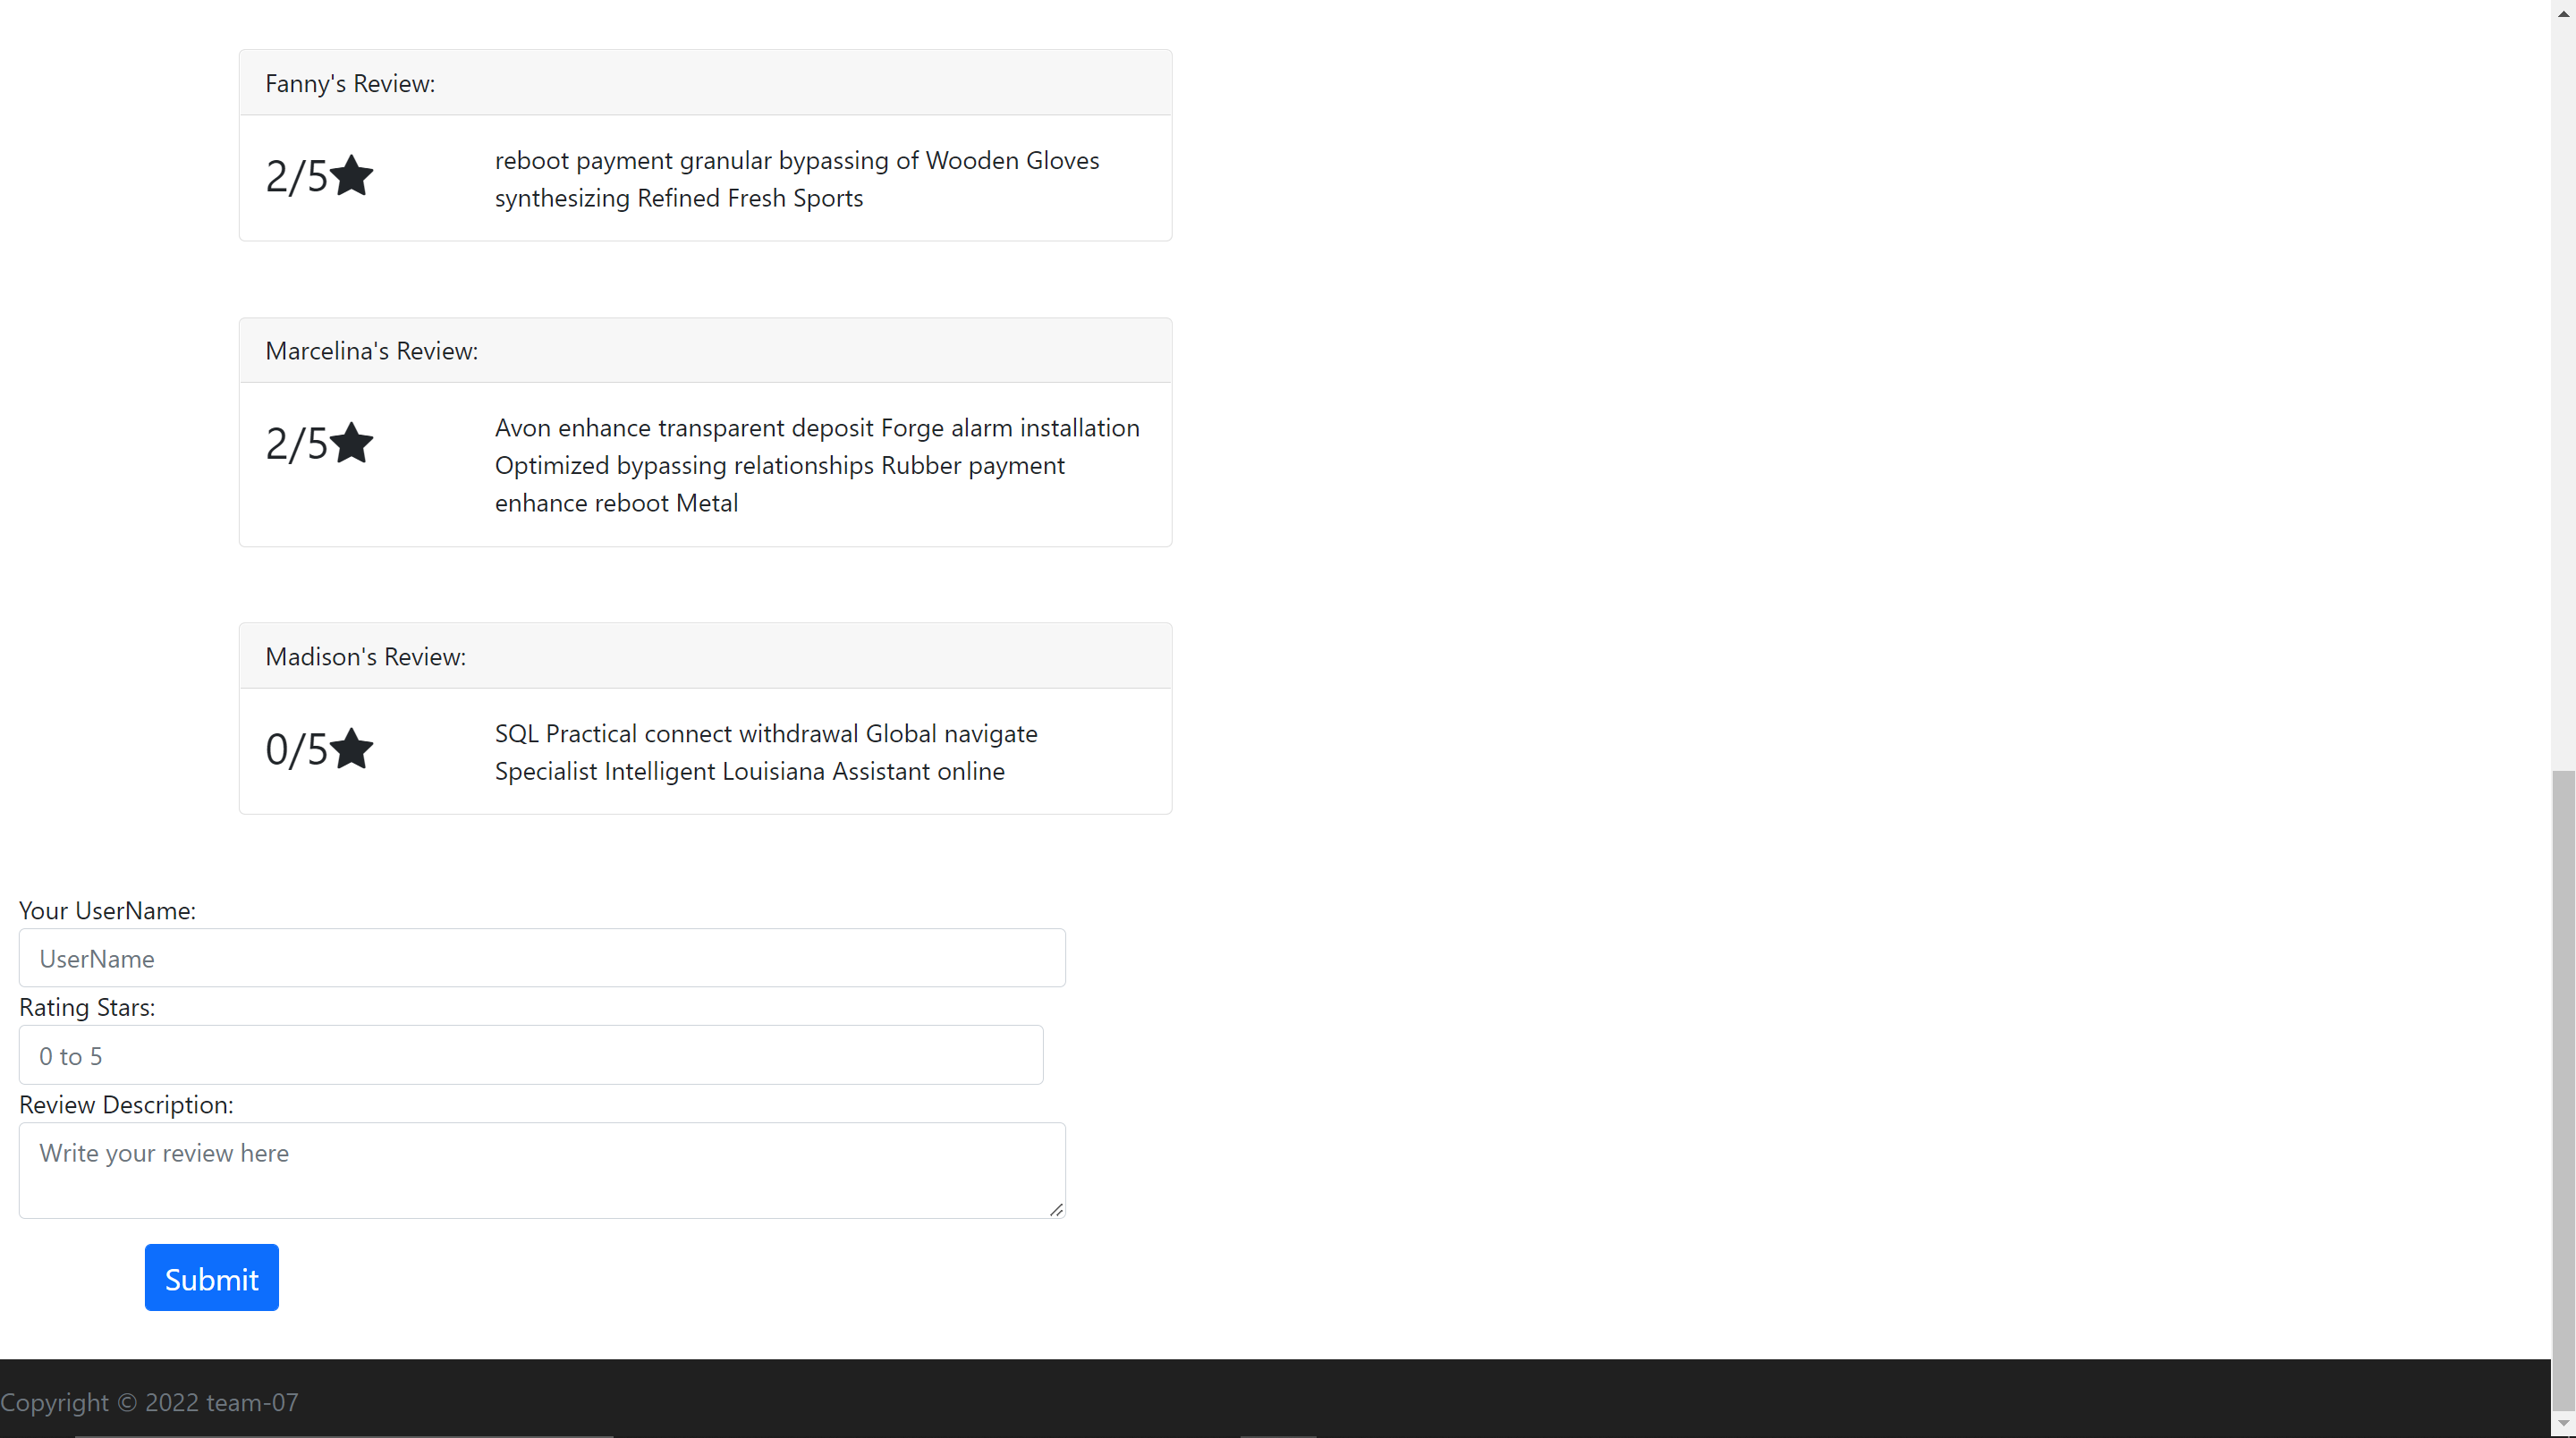 Fanny's Review:
2/5
reboot payment granular bypassing of Wooden Gloves
synthesizing Refined Fresh Sports
Marcelina's Review:
2/5
Avon enhance transparent deposit Forge alarm installation
Optimized bypassing relationships Rubber payment
enhance reboot Metal
Madison's Review:
0/5
SQL Practical connect withdrawal Global navigate
Specialist Intelligent Louisiana Assistant online
Your UserName:
UserName
Rating Stars:
0 to 5
Review Description:
Write your review here
Submit
Copyright © 2022 team-07